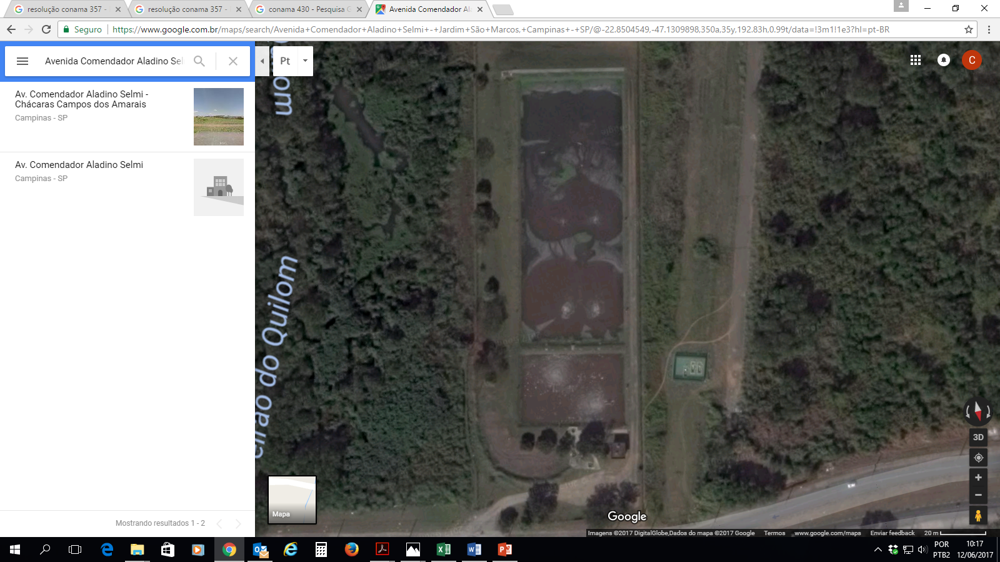 resolução conama 357 -
resolução conama 357 -
conama 430 - Pesquisa G
Avenida Comendador Al
Seguro
https://www.google.com.br/maps/search/Avenida+Comendador+Aladino+Selmi+-+Jardim+São+Marcos,+Campinas+-+SP/@-22.8504549,-47.1309898,350a,35y,192.83h,0.99t/data=!3m1!1e3?hl=pt-BR
Avenida Comendador Aladino Sel
Pt
C
Av. Comendador Aladino Selmi -
Chácaras Campos dos Amarais
Campinas - SP
Av. Comendador Aladino Selmi
Campinas - SP
eirão do Quilom
om
3D
Mapa
Google
Mostrando resultados 1 - 2
Imagens ©2017 DigitalGlobe,Dados do mapa ©2017 Google Termos www.google.com/maps Enviar feedback 20 m
POR
PTB2
10:17
12/06/2017